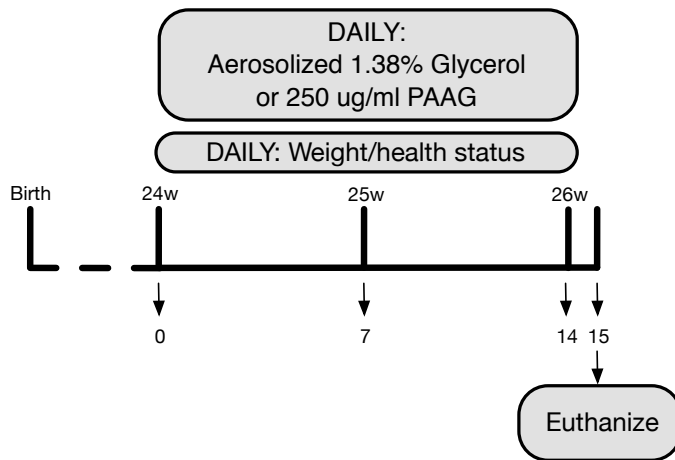 DAILY:
Aerosolized 1.38% Glycerol
or 250 ug/ml PAAG
DAILY: Weight/health status
Birth 24w 25w 26w
0 7 14 15
Euthanize